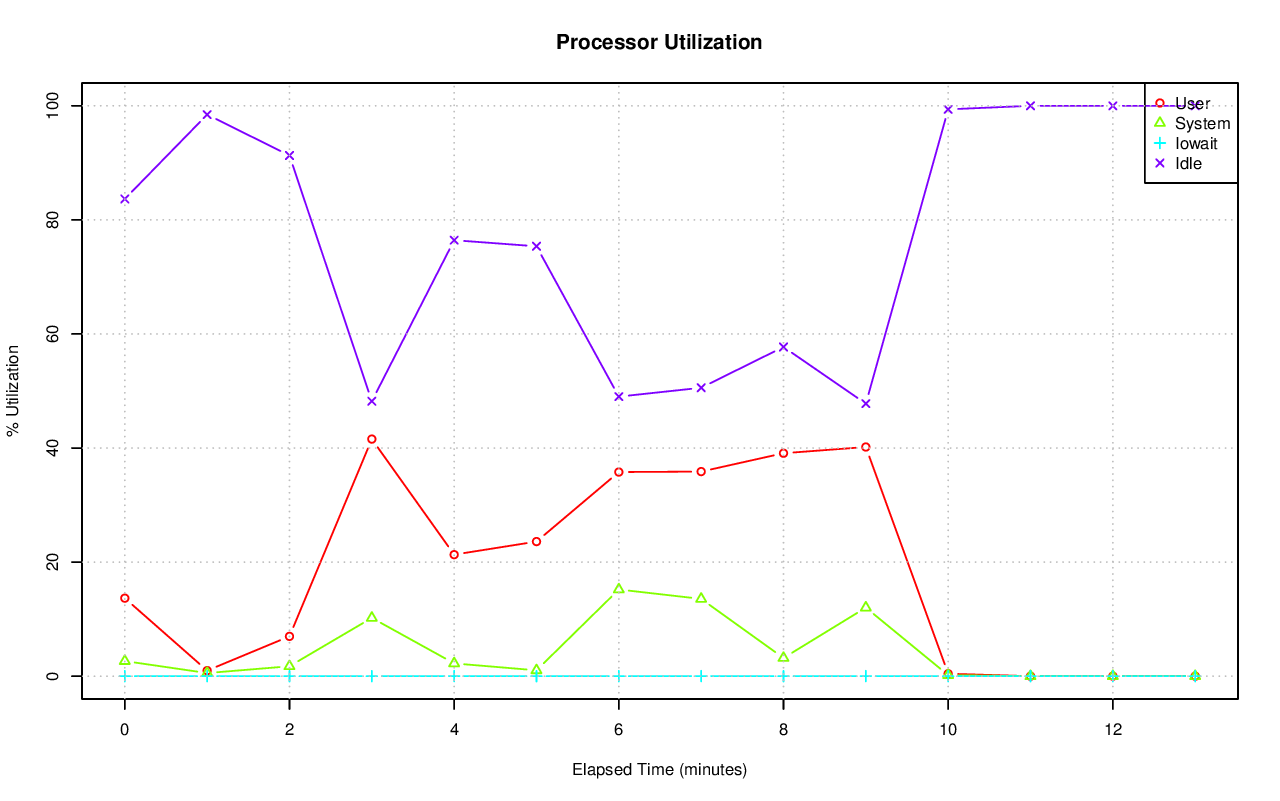 Processor Utilization
% Utilization
100
80
60
40
20
0
User
System
Iowait
Idle
0 2 4 6 8 10 12
Elapsed Time (minutes)